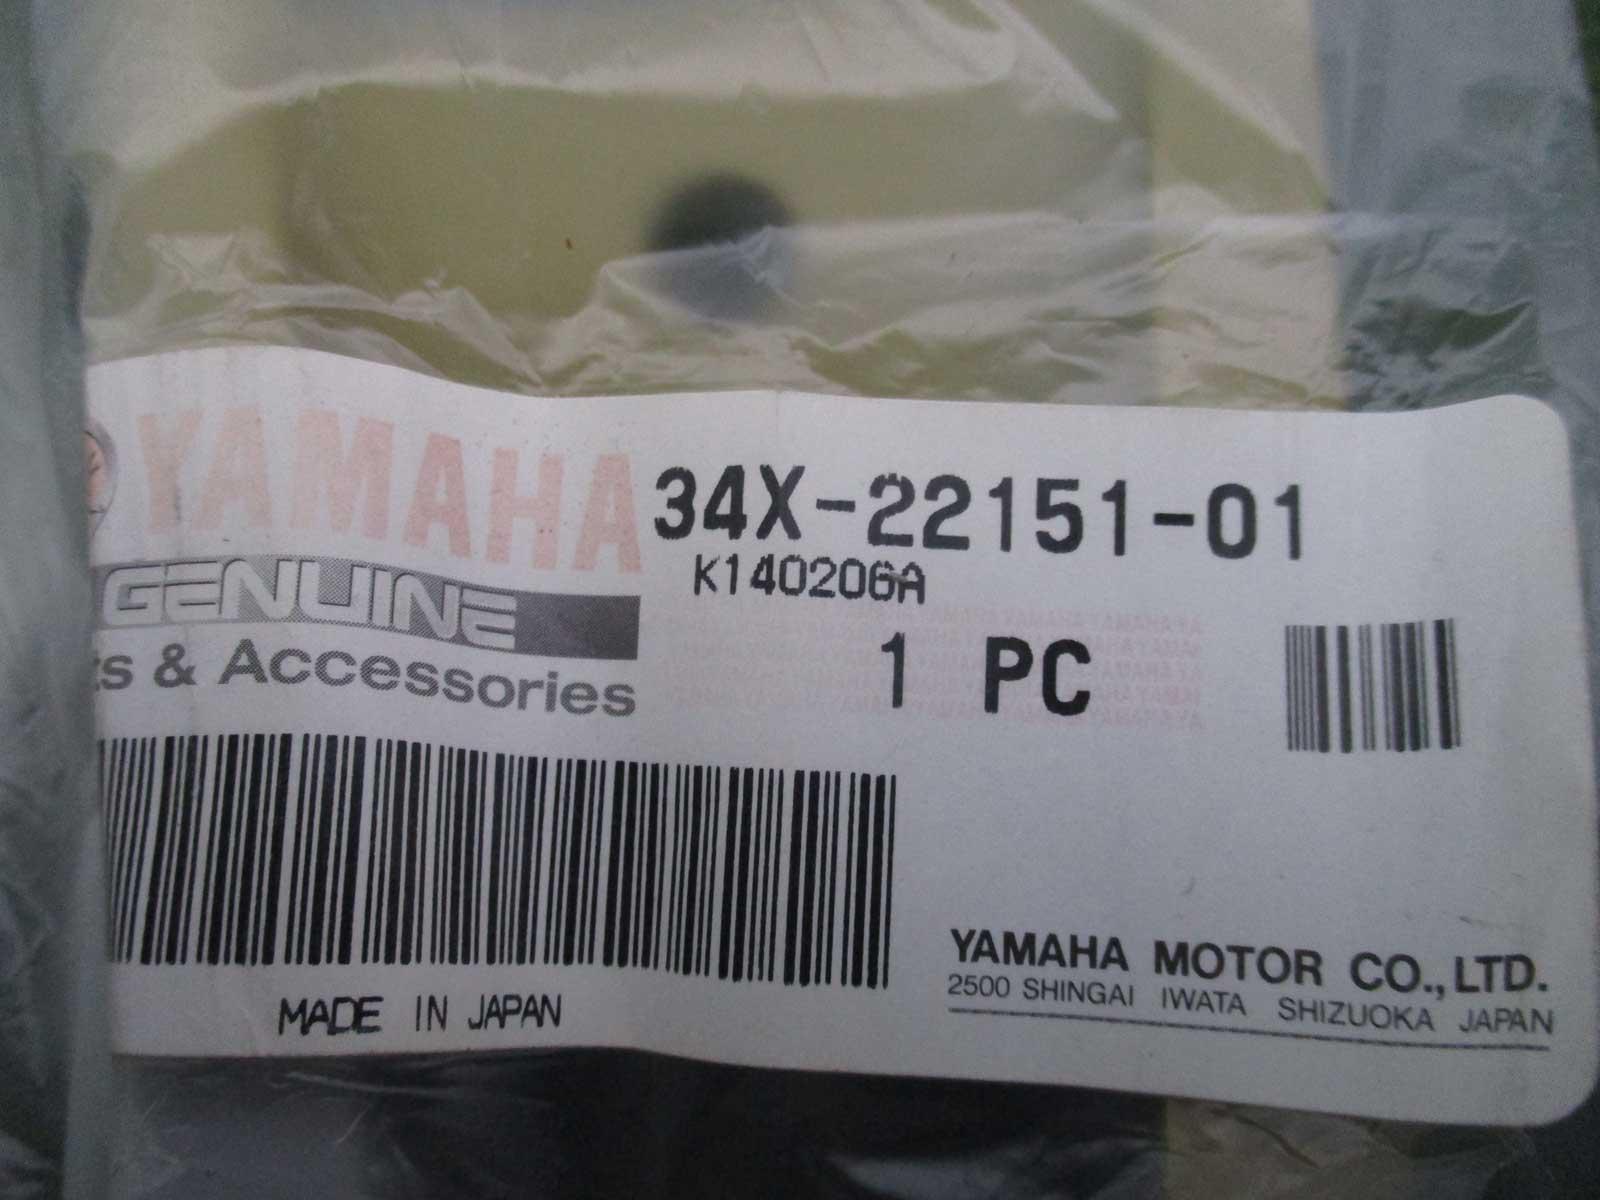 YAMAHA 34X-22151-01
K140206A
GENUINE
& Accessories
1 PC
MADE IN JAPAN
YAMAHA MOTOR CO., LTD.
2500 SHINGAI IWATA SHIZUOKA JAPAN